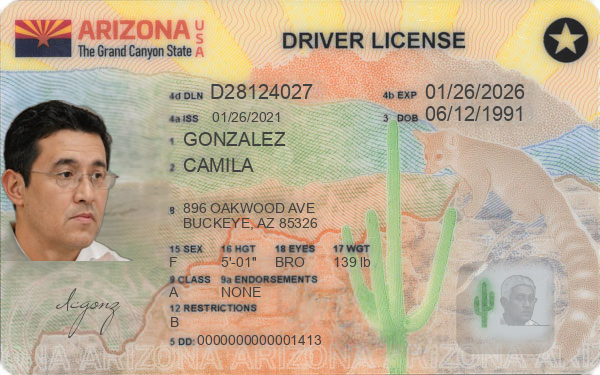 ARIZONA USA
The Grand Canyon State
DRIVER LICENSE
4d DLN D28124027
4b EXP 01/26/2026
4a ISS 01/26/2021
3 DOB 06/12/1991
1 GONZALEZ
2 CAMILA
8 896 OAKWOOD AVE
BUCKEYE, AZ 85326
15 SEX 16 HGT 18 EYES 17 WGT
F 5'-01" BRO 139 lb
9 CLASS 9a ENDORSEMENTS
A NONE
12 RESTRICTIONS
B
5 DD: 0000000000001413
ARIZONA ARIZONA ARIZONA ARIZONA